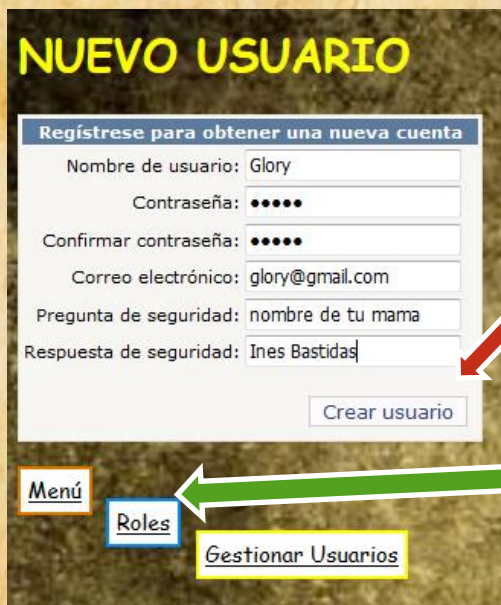 NUEVO USUARIO
Regístrese para obtener una nueva cuenta
Nombre de usuario: Glory
Contraseña: •••••
Confirmar contraseña: •••••
Correo electrónico: glory@gmail.com
Pregunta de seguridad: nombre de tu mama
Respuesta de seguridad: Ines Bastidas
Crear usuario
Menú
Roles
Gestionar Usuarios